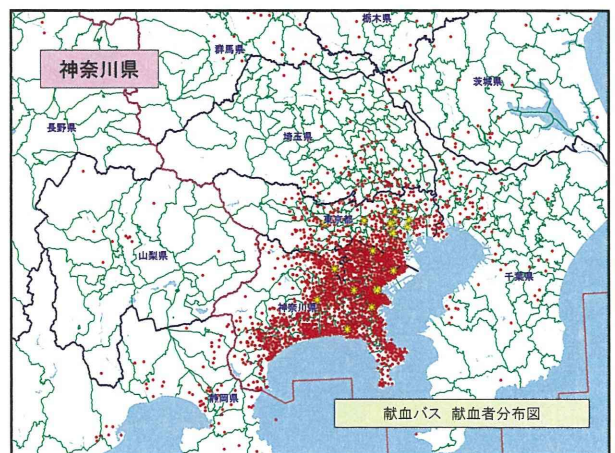 栃木県
群馬県
神奈川県
茨城県
長野県
埼玉県
東京都
山梨県
千葉県
神奈川県
静岡県
献血バス 献血者分布図